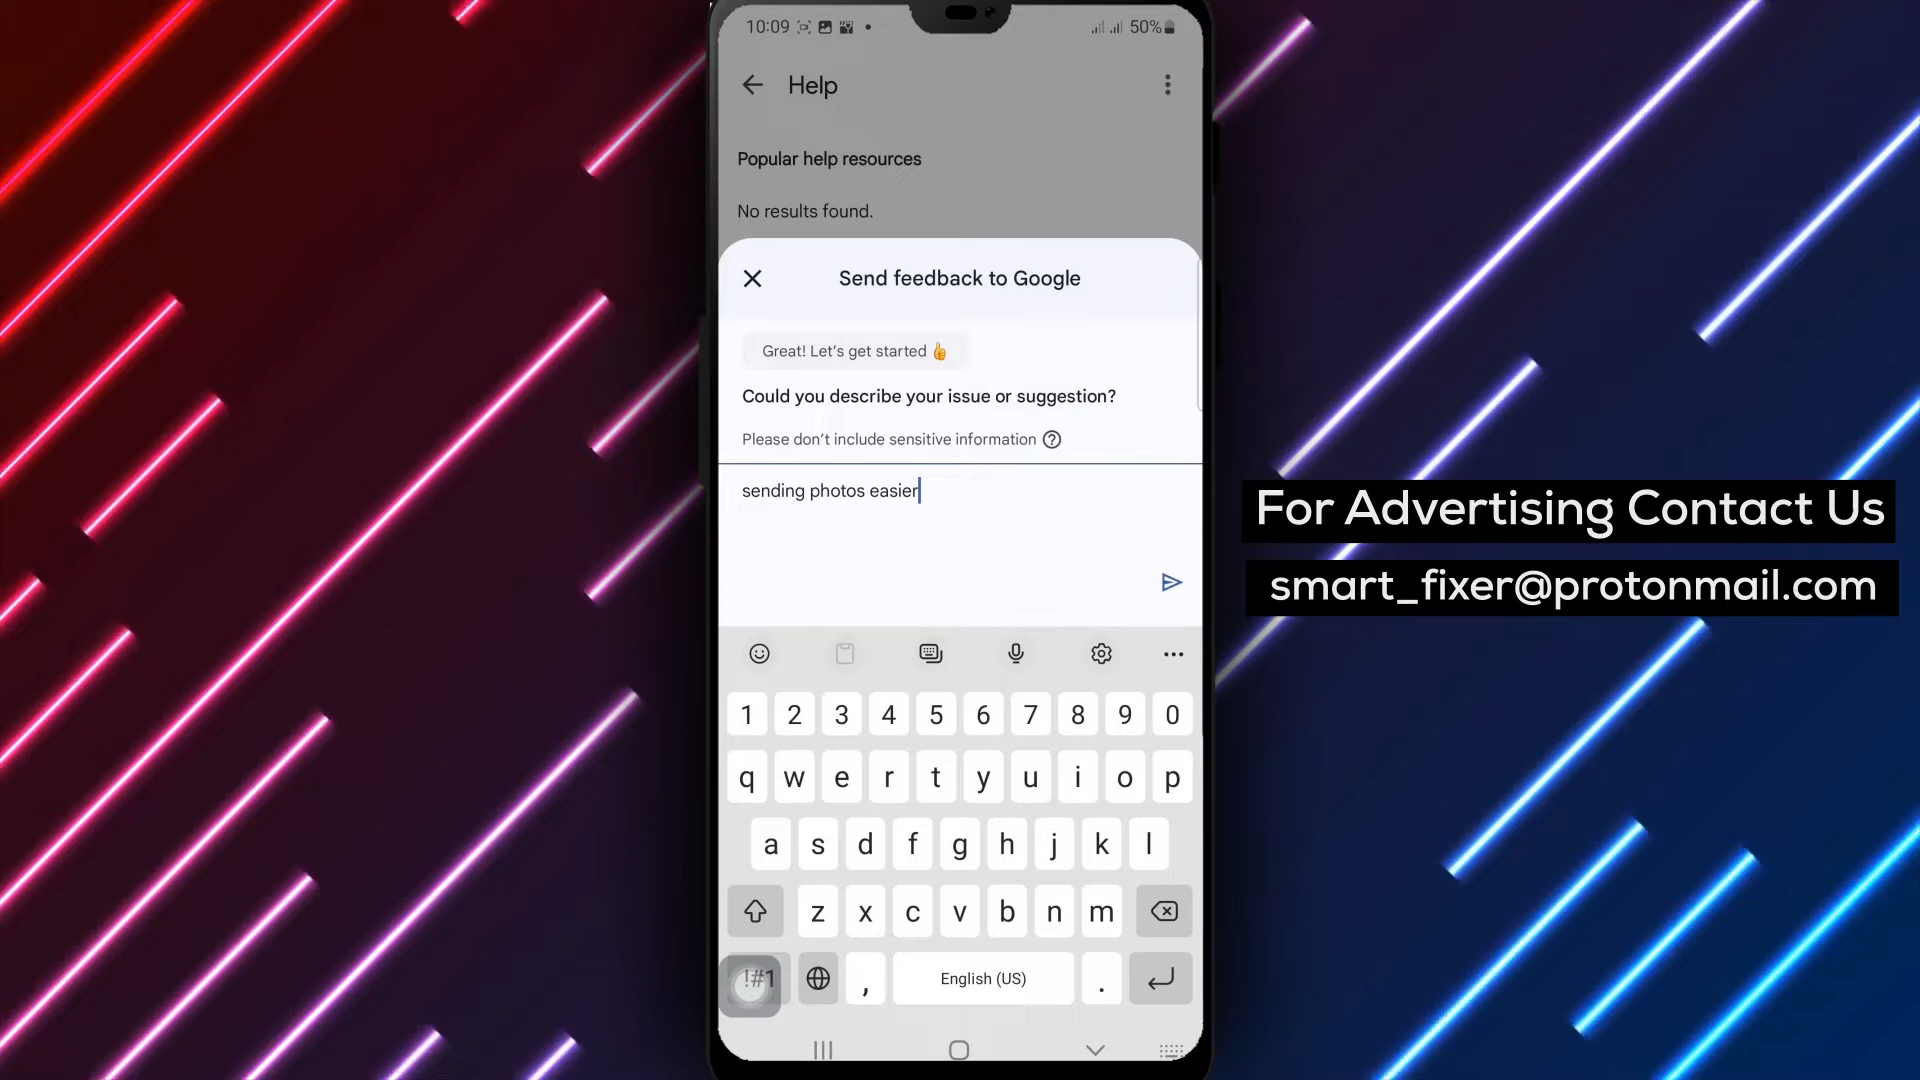 10:09
50%
Help
Popular help resources
No results found.
Send feedback to Google
Great! Let's get started 👍
Could you describe your issue or suggestion?
Please don't include sensitive information ?
sending photos easier
For Advertising Contact Us
smart_fixer@protonmail.com
1 2 3 4 5 6 7 8 9 0
q w e r t y u i o p
a s d f g h j k l
z x c v b n m
!#1 , English (US) .